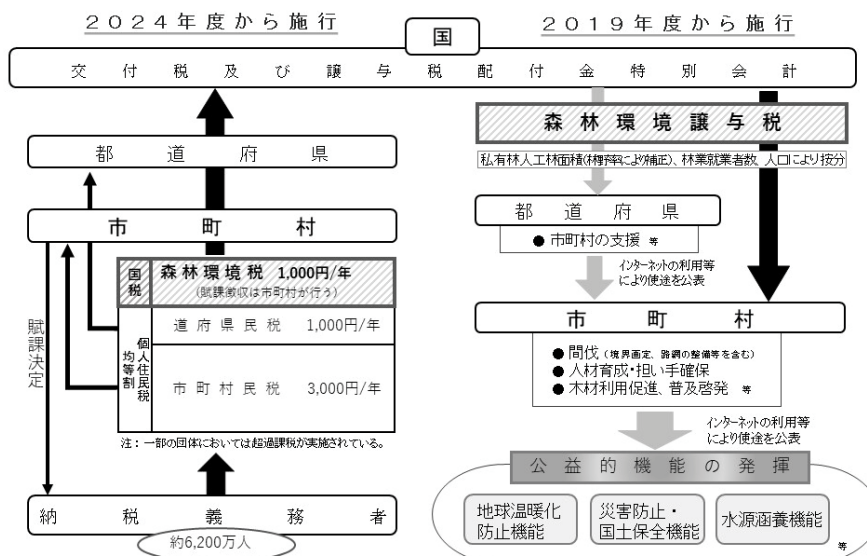 2024年度から施行
国
2019年度から施行
交付税及び譲与税配付金特別会計
都道府県
市町村
国税
森林環境税 1,000円/年
(賦課徴収は市町村が行う)
個人住民税
均等割
道府県民税 1,000円/年
市町村民税 3,000円/年
注：一部の団体においては超過課税が実施されている。
賦課決定
納税義務者
約6,200万人
森林環境譲与税
私有林人工林面積(林野率により補正)、林業就業者数、人口により按分
都道府県
● 市町村の支援 等
インターネットの利用等
により使途を公表
市町村
● 間伐（境界画定、路網の整備等を含む）
● 人材育成・担い手確保
● 木材利用促進、普及啓発 等
インターネットの利用等
により使途を公表
公益的機能の発揮
地球温暖化
防止機能
災害防止・
国土保全機能
水源涵養機能
等